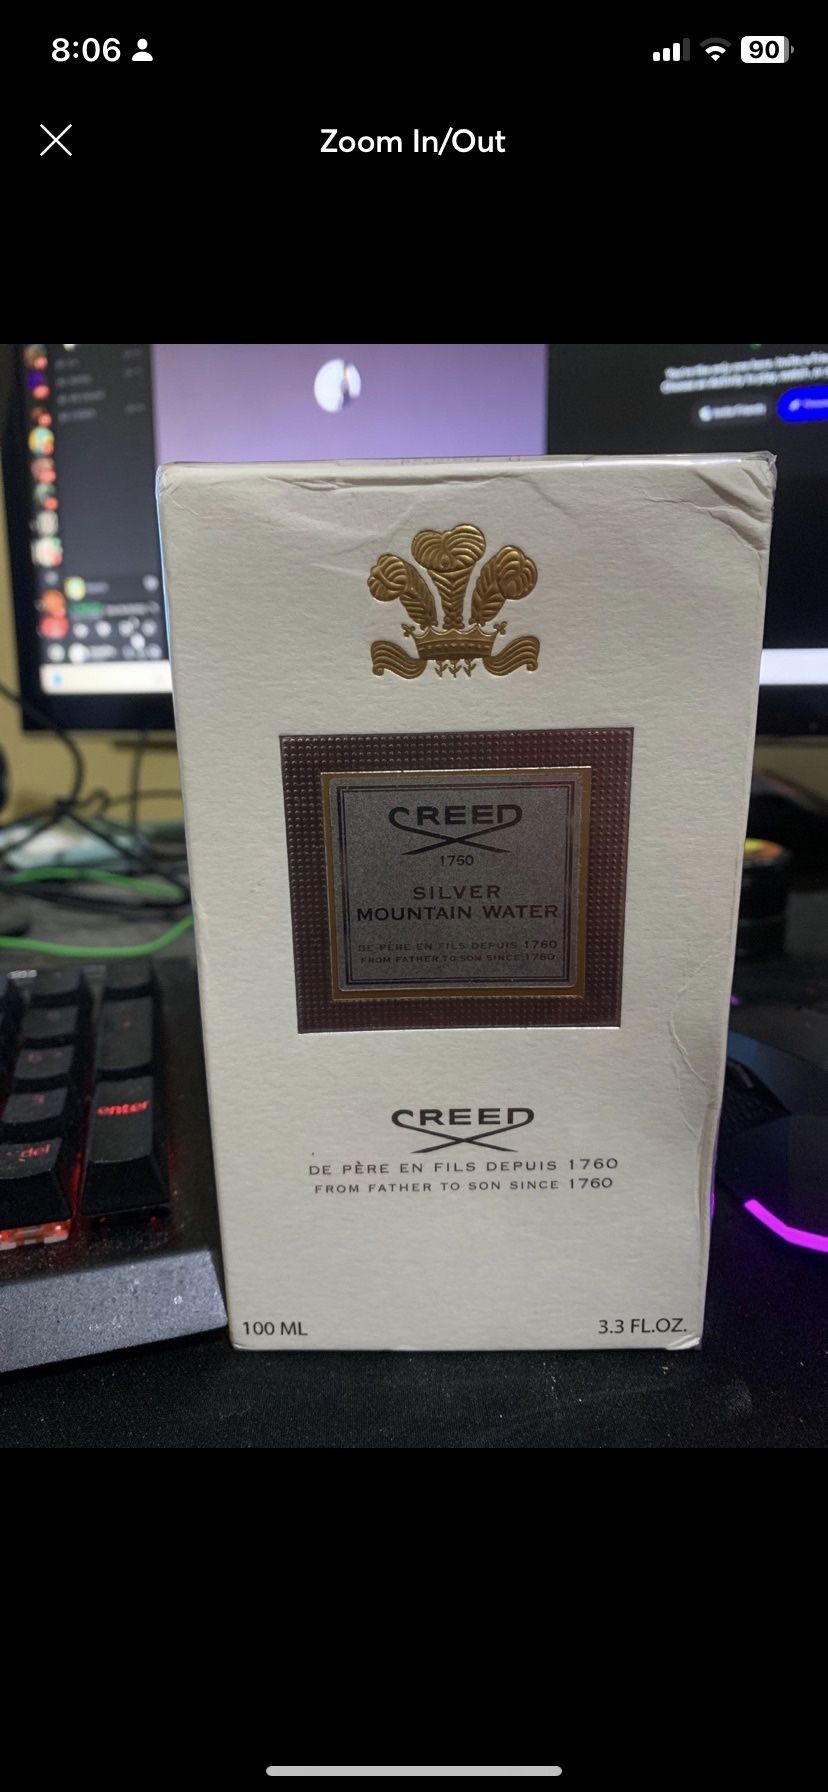 8:06
90
Zoom In/Out
CREED
1750
SILVER
MOUNTAIN WATER
DE PÈRE EN FILS DEPUIS 1760
FROM FATHER TO SON SINCE 1760
CREED
DE PÈRE EN FILS DEPUIS 1760
FROM FATHER TO SON SINCE 1760
100 ML
3.3 FL.OZ.
enter
del